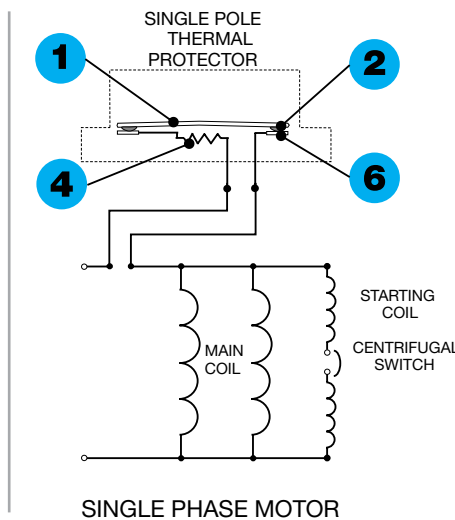 SINGLE POLE
THERMAL
PROTECTOR
1
2
4
6
STARTING
COIL
MAIN
COIL
CENTRIFUGAL
SWITCH
SINGLE PHASE MOTOR